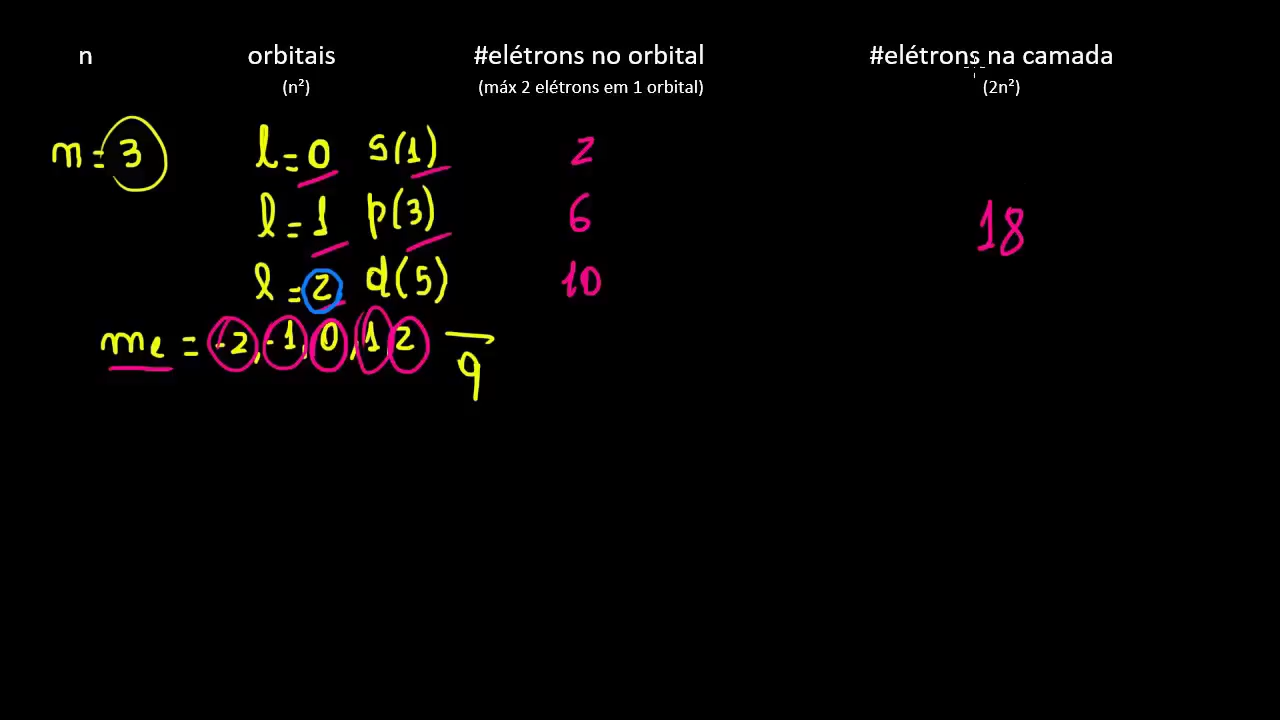 n orbitais #elétrons no orbital #elétrons na camada
(n²) (máx 2 elétrons em 1 orbital) (2n²)
n = 3 l = 0 s(1) 2
l = 1 p(3) 6 18
l = 2 d(5) 10
mℓ = -2, -1, 0, 1, 2
9